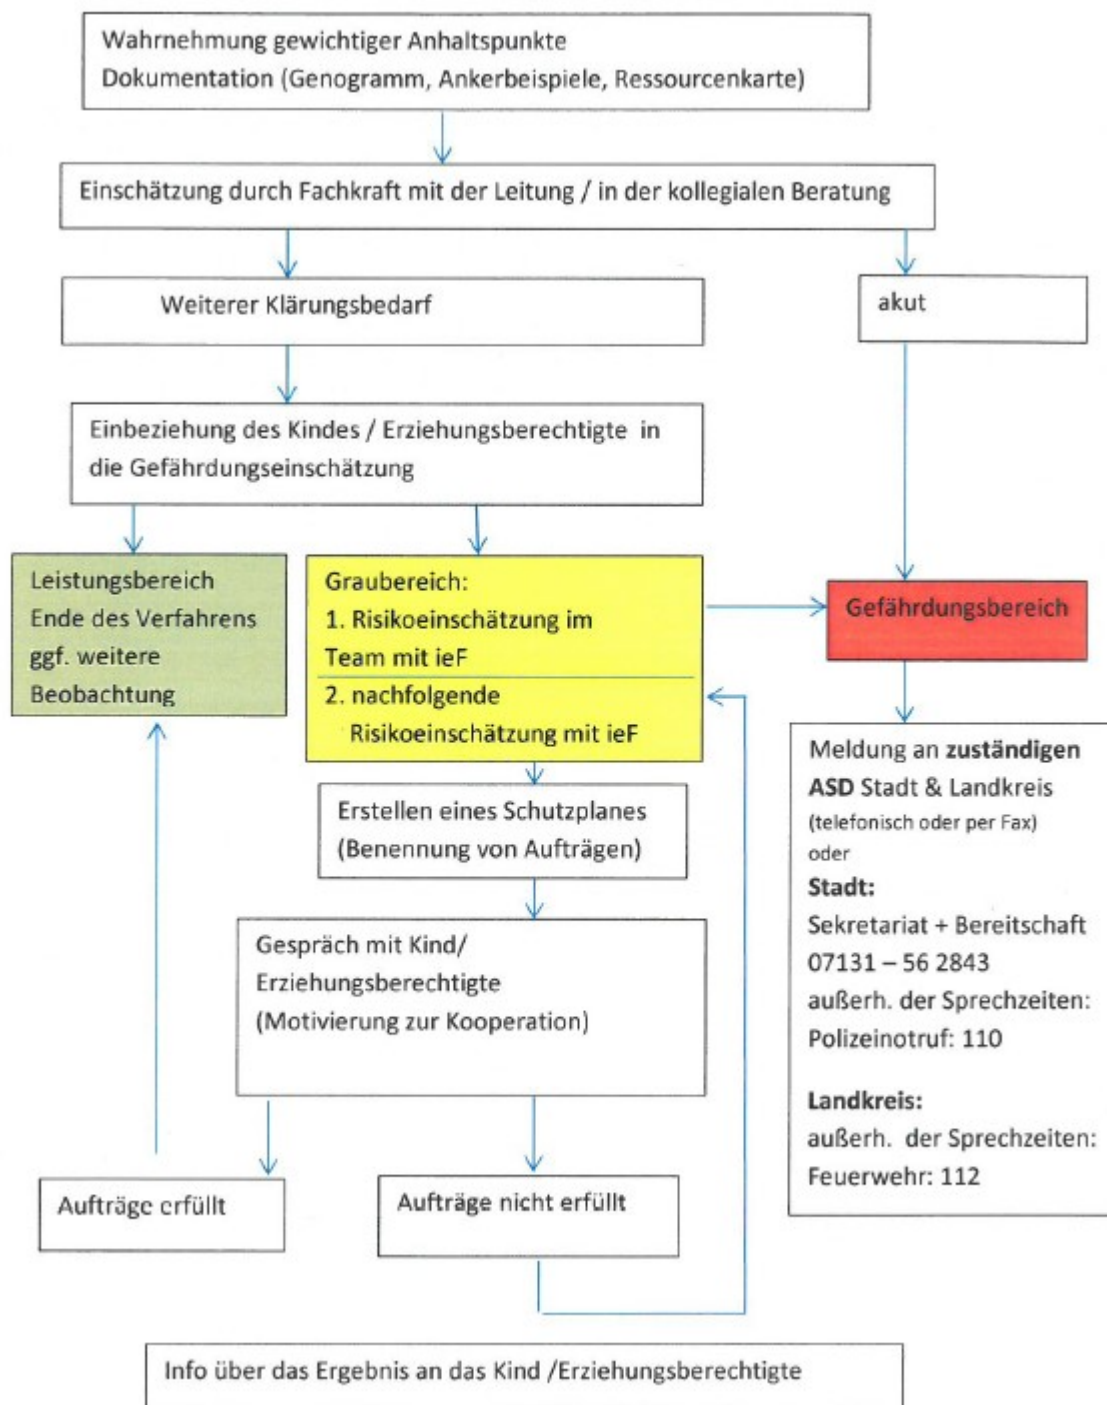 Wahrnehmung gewichtiger Anhaltspunkte
Dokumentation (Genogramm, Ankerbeispiele, Ressourcenkarte)
Einschätzung durch Fachkraft mit der Leitung / in der kollegialen Beratung
Weiterer Klärungsbedarf
akut
Einbeziehung des Kindes / Erziehungsberechtigte in
die Gefährdungseinschätzung
Leistungsbereich
Ende des Verfahrens
ggf. weitere
Beobachtung
Graubereich:
1. Risikoeinschätzung im
Team mit ieF
2. nachfolgende
Risikoeinschätzung mit ieF
Gefährdungsbereich
Meldung an zuständigen
ASD Stadt & Landkreis
(telefonisch oder per Fax)
oder
Stadt:
Sekretariat + Bereitschaft
07131 – 56 2843
außerh. der Sprechzeiten:
Polizeinotruf: 110
Landkreis:
außerh. der Sprechzeiten:
Feuerwehr: 112
Erstellen eines Schutzplanes
(Benennung von Aufträgen)
Gespräch mit Kind/
Erziehungsberechtigte
(Motivierung zur Kooperation)
Aufträge erfüllt
Aufträge nicht erfüllt
Info über das Ergebnis an das Kind /Erziehungsberechtigte